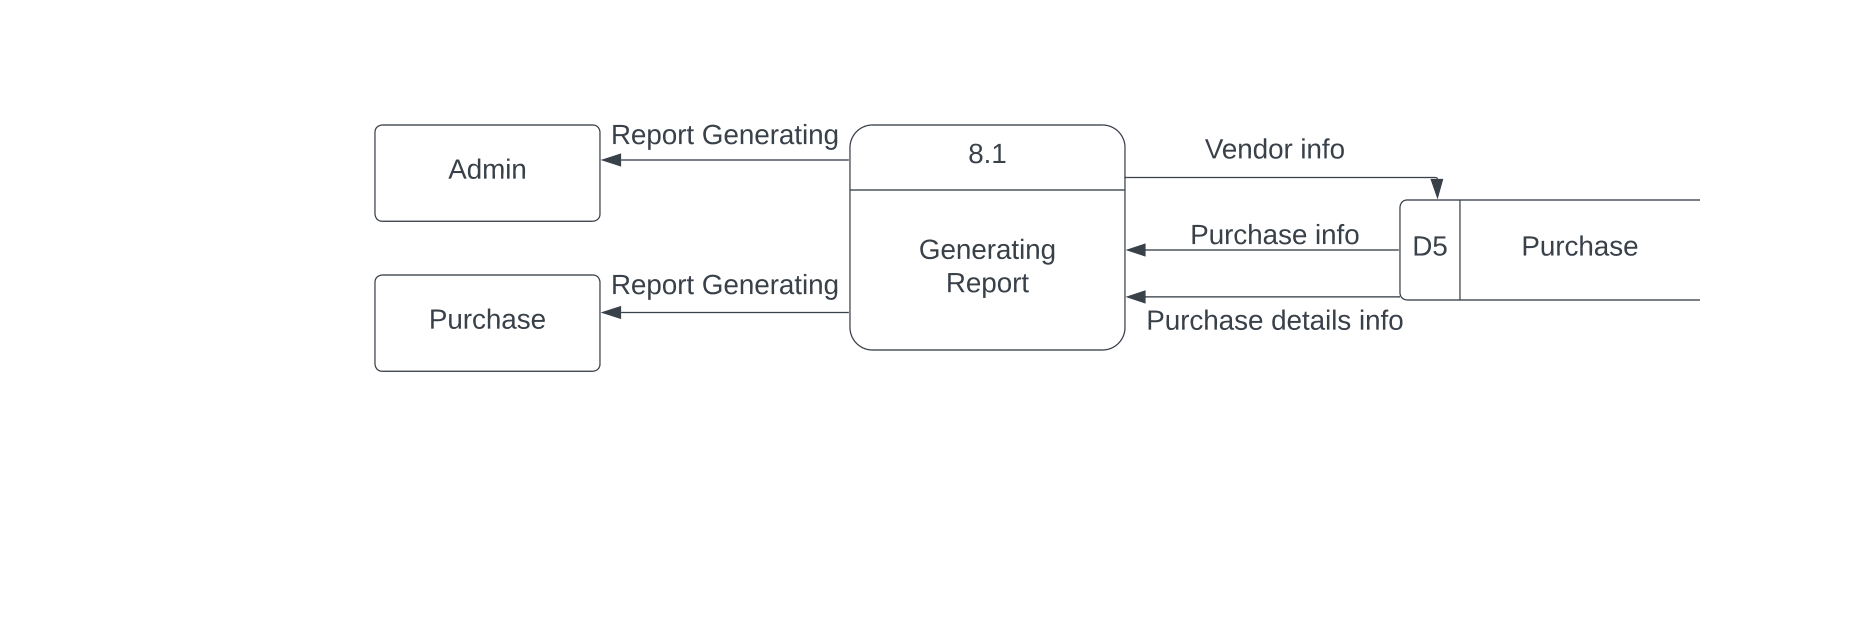 Admin
Report Generating
8.1
Generating
Report
Vendor info
Purchase info
D5
Purchase
Purchase details info
Purchase
Report Generating